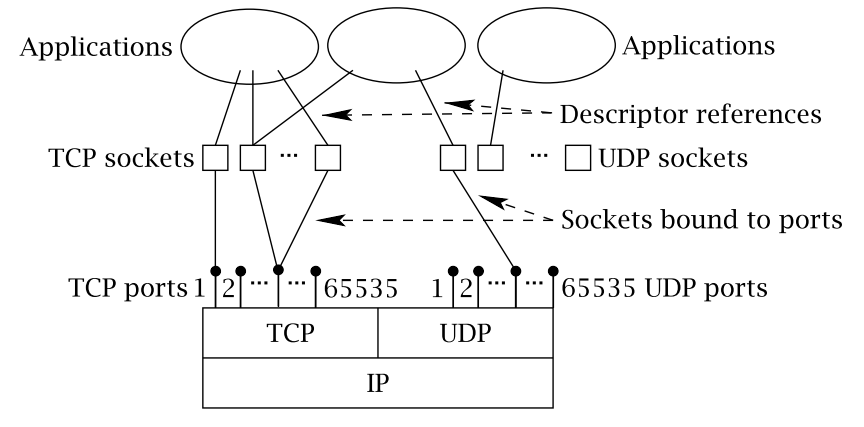 Applications
Applications
Descriptor references
TCP sockets ... ... UDP sockets
Sockets bound to ports
TCP ports 1 2 ... ... 65535 1 2 ... ... 65535 UDP ports
TCP UDP
IP